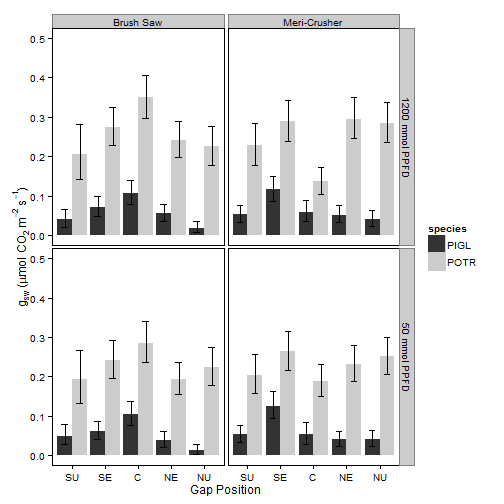 Brush Saw
Meri-Crusher
0.5
0.4
0.3
0.2
0.1
0.0
1200 mmol PPFD
0.5
0.4
0.3
0.2
0.1
0.0
50 mmol PPFD
gsw (μmol CO2 m−2 s−1)
species
PIGL
POTR
SU SE C NE NU SU SE C NE NU
Gap Position